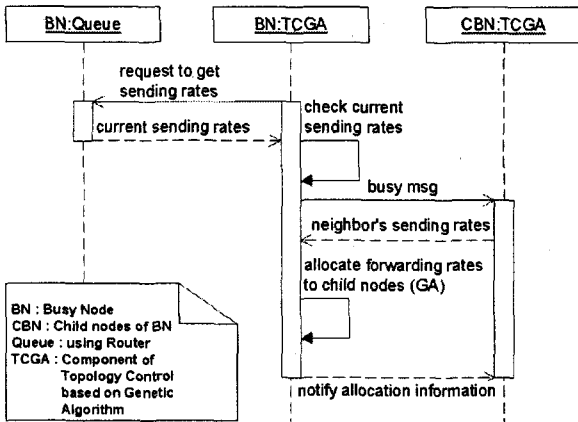 BN:Queue
BN:TCGA
CBN:TCGA
request to get
sending rates
check current
sending rates
current sending rates
busy msg
neighbor's sending rates
allocate forwarding rates
to child nodes (GA)
BN : Busy Node
CBN : Child nodes of BN
Queue : using Router
TCGA : Component of
Topology Control
based on Genetic
Algorithm
notify allocation information